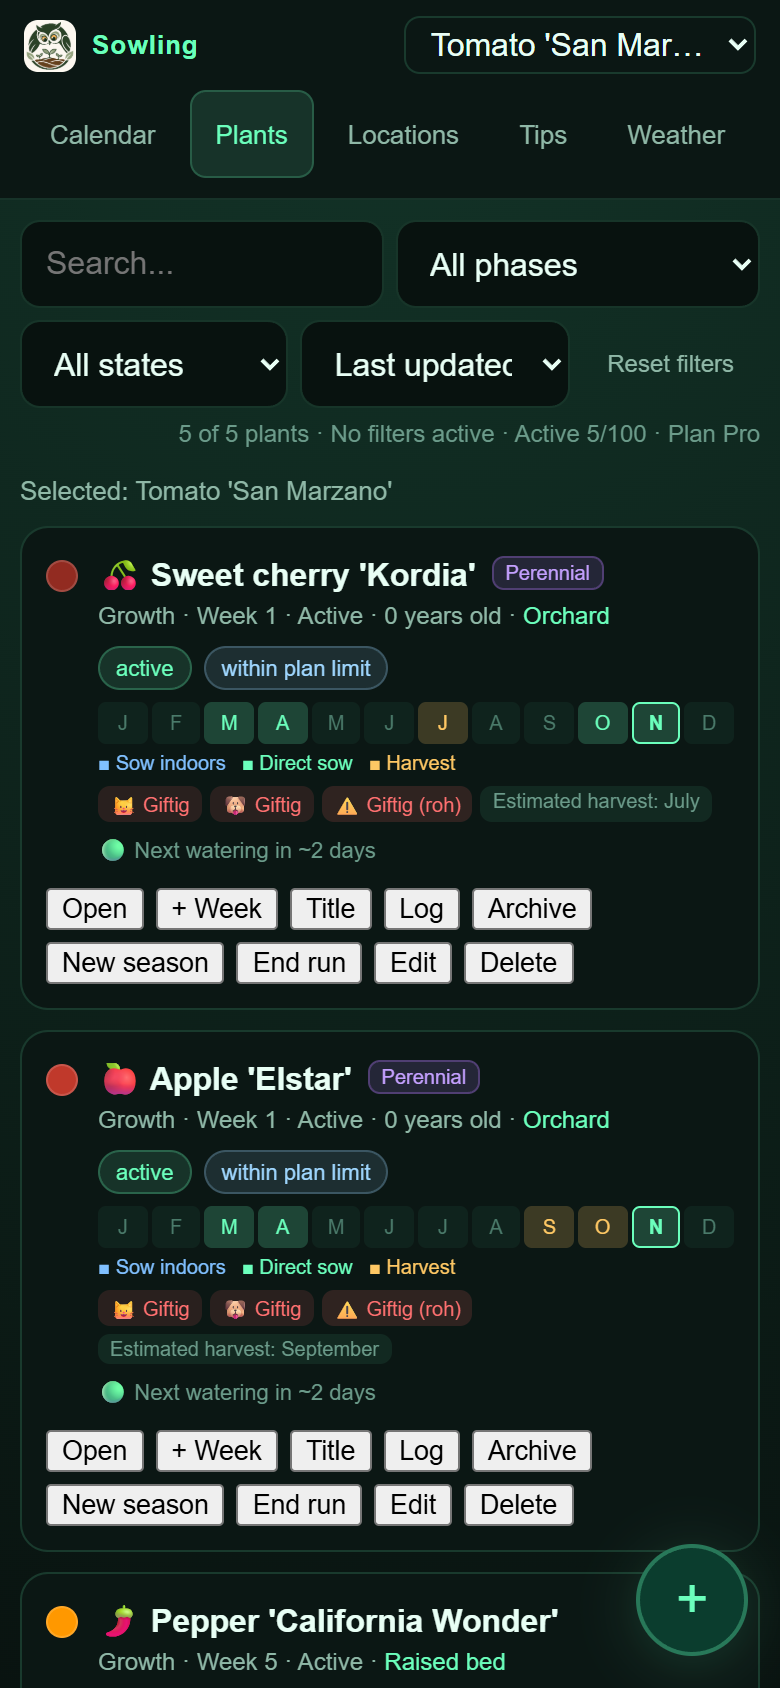 Sowling
Tomato 'San Mar...
Calendar Plants Locations Tips Weather
Search... All phases
All states Last updated Reset filters
5 of 5 plants · No filters active · Active 5/100 · Plan Pro
Selected: Tomato 'San Marzano'
Sweet cherry 'Kordia' Perennial
Growth · Week 1 · Active · 0 years old · Orchard
active within plan limit
J F M A M J J A S O N D
Sow indoors Direct sow Harvest
Giftig Giftig Giftig (roh) Estimated harvest: July
Next watering in ~2 days
Open + Week Title Log Archive
New season End run Edit Delete
Apple 'Elstar' Perennial
Growth · Week 1 · Active · 0 years old · Orchard
active within plan limit
J F M A M J J A S O N D
Sow indoors Direct sow Harvest
Giftig Giftig Giftig (roh)
Estimated harvest: September
Next watering in ~2 days
Open + Week Title Log Archive
New season End run Edit Delete
+
Pepper 'California Wonder'
Growth · Week 5 · Active · Raised bed